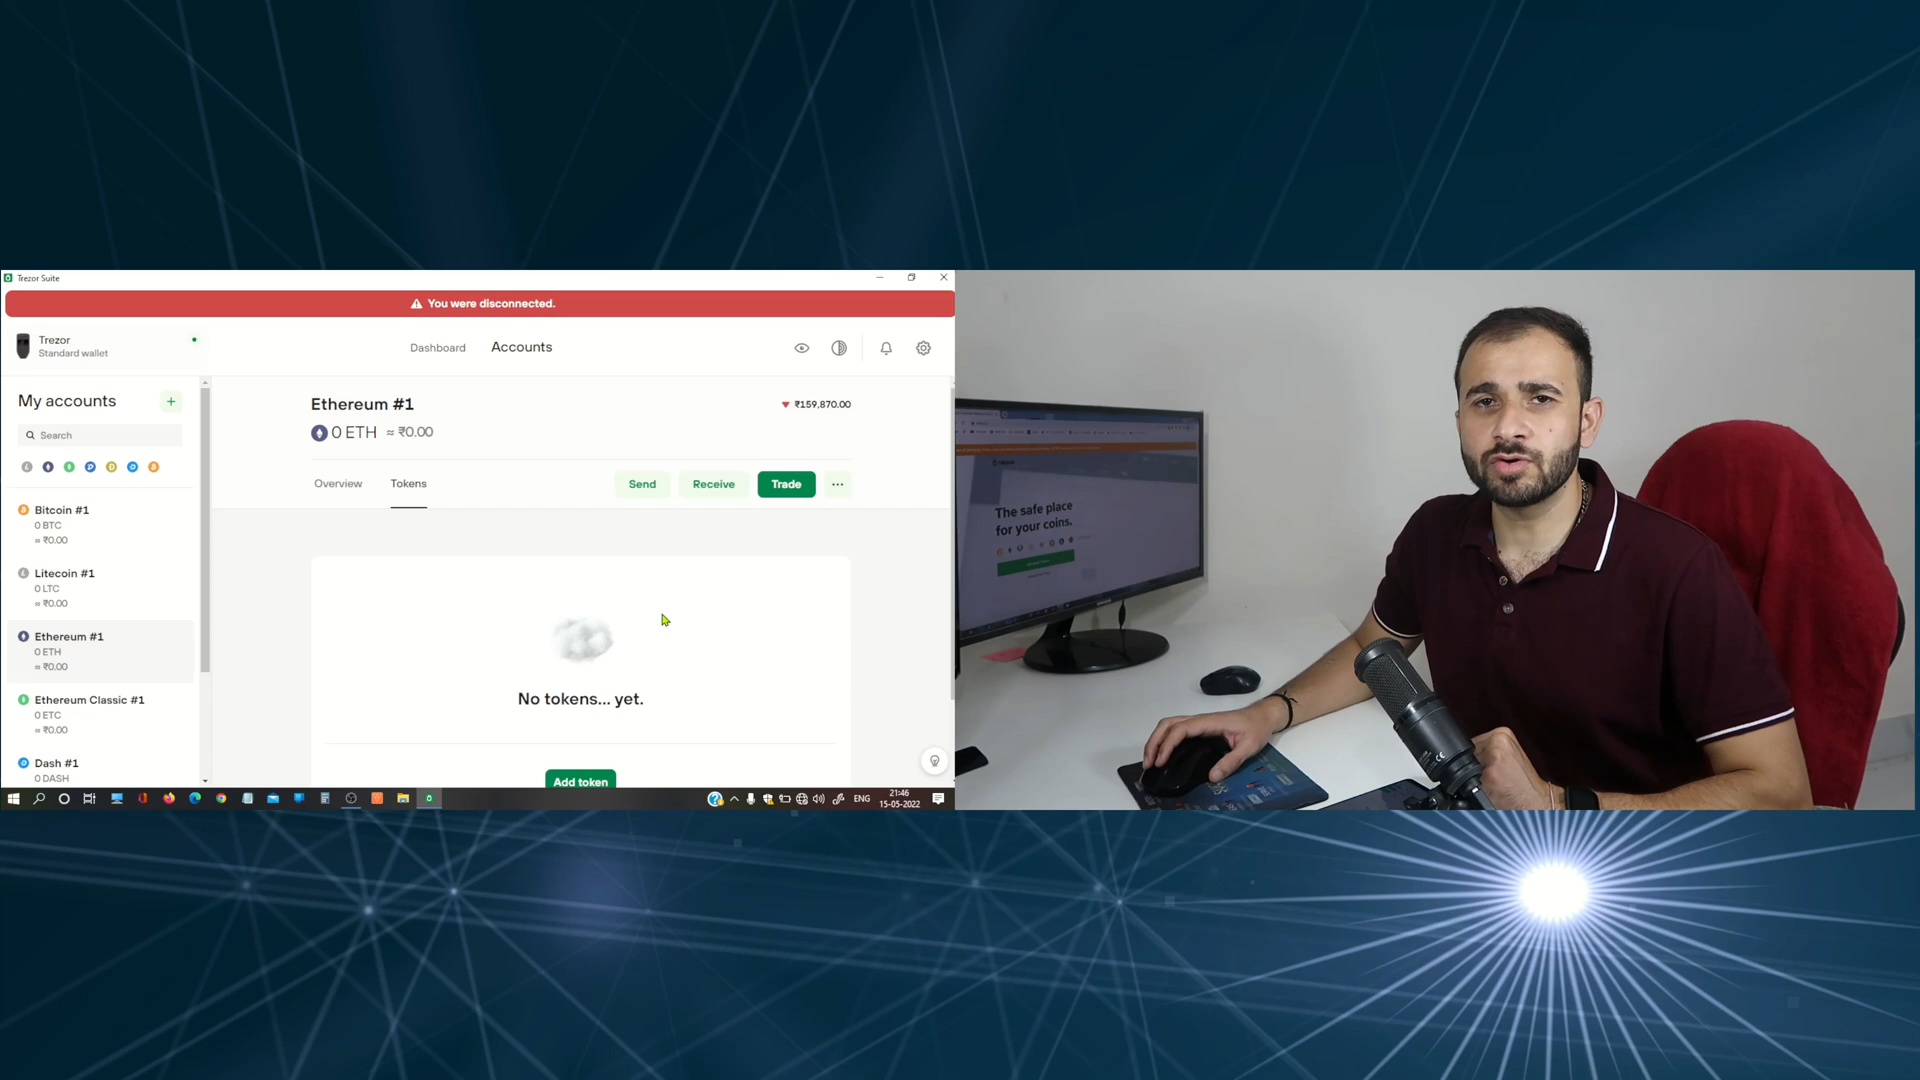 Trezor Suite
You were disconnected.
Trezor
Standard wallet
Dashboard
Accounts
My accounts
+
Search
Bitcoin #1
0 BTC
≈ ₹0.00
Litecoin #1
0 LTC
≈ ₹0.00
Ethereum #1
0 ETH
≈ ₹0.00
Ethereum Classic #1
0 ETC
≈ ₹0.00
Dash #1
0 DASH
Ethereum #1
₹159,870.00
0 ETH ≈ ₹0.00
Overview
Tokens
Send
Receive
Trade
No tokens... yet.
Add token
ENG
21:46
15-05-2022
The safe place
for your coins.